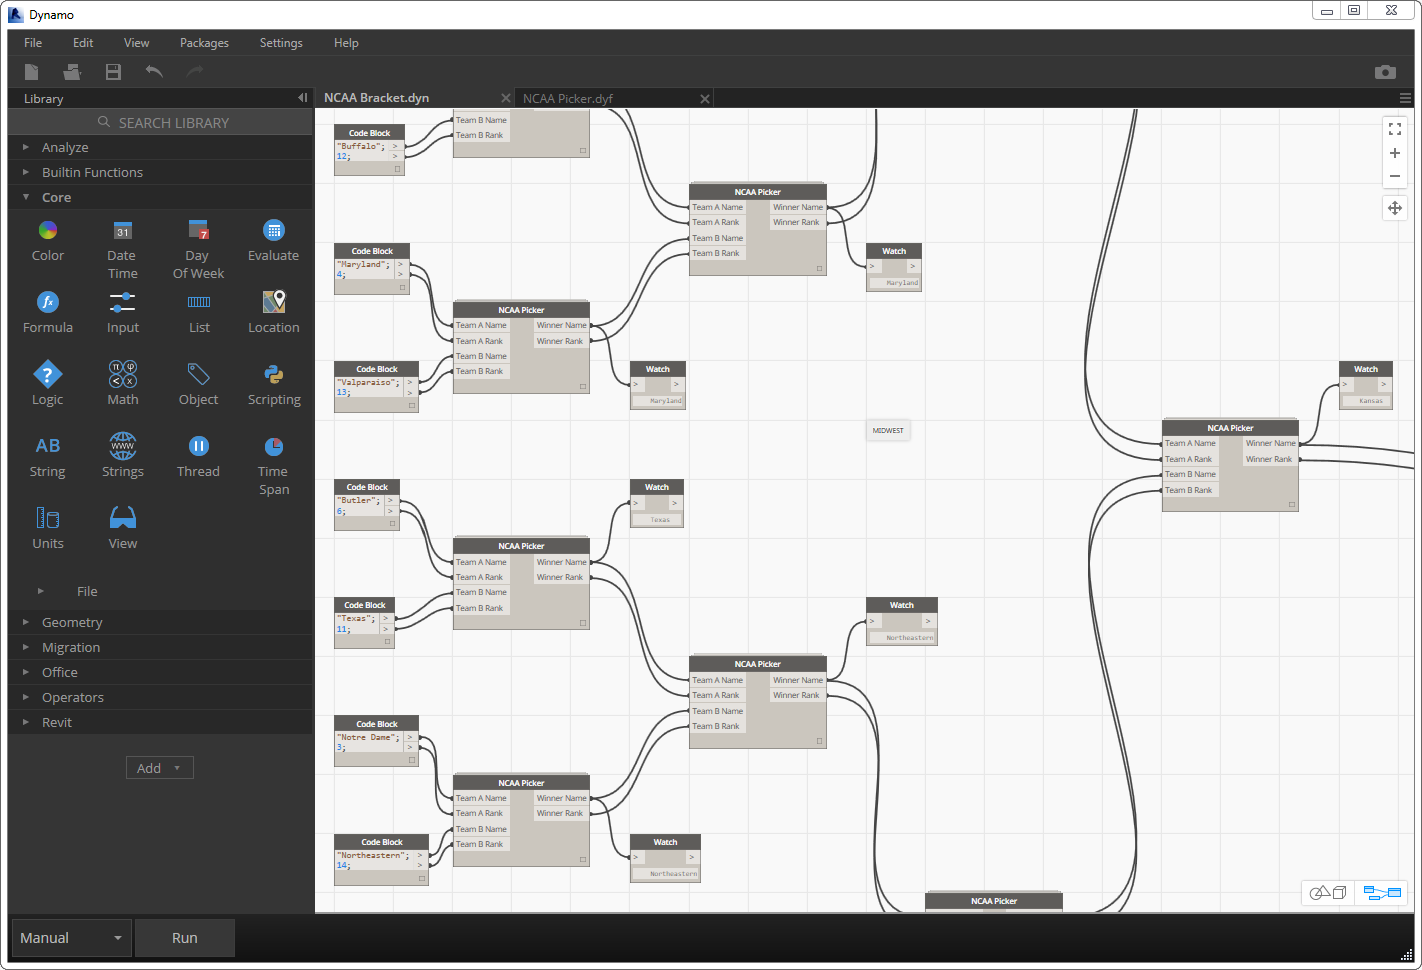 Dynamo
File Edit View Packages Settings Help
Library
NCAA Bracket.dyn
NCAA Picker.dyf
SEARCH LIBRARY
Analyze
Builtin Functions
Core
Color
31
Date
Time
7
Day
Of Week
Evaluate
fx
Formula
Input
List
Location
?
Logic
π φ
< x
Math
Object
Scripting
AB
String
WWW
Strings
Thread
Time
Span
Units
View
File
Geometry
Migration
Office
Operators
Revit
Add
Manual
Run
Team B Name
Team B Rank
Code Block
"Buffalo"; >
12; >
NCAA Picker
Team A Name Winner Name
Team A Rank Winner Rank
Team B Name
Team B Rank
Watch
> >
Maryland
Code Block
"Maryland"; >
4; >
NCAA Picker
Team A Name Winner Name
Team A Rank Winner Rank
Team B Name
Team B Rank
Code Block
"Valparaiso"; >
13; >
Watch
> >
Maryland
MIDWEST
Watch
> >
Kansas
NCAA Picker
Team A Name Winner Name
Team A Rank Winner Rank
Team B Name
Team B Rank
Code Block
"Butler"; >
6; >
Watch
> >
Texas
NCAA Picker
Team A Name Winner Name
Team A Rank Winner Rank
Team B Name
Team B Rank
Code Block
"Texas"; >
11; >
Watch
> >
Northeastern
NCAA Picker
Team A Name Winner Name
Team A Rank Winner Rank
Team B Name
Team B Rank
Code Block
"Notre Dame"; >
3; >
NCAA Picker
Team A Name Winner Name
Team A Rank Winner Rank
Team B Name
Team B Rank
Code Block
"Northeastern"; >
14; >
Watch
> >
Northeastern
NCAA Picker